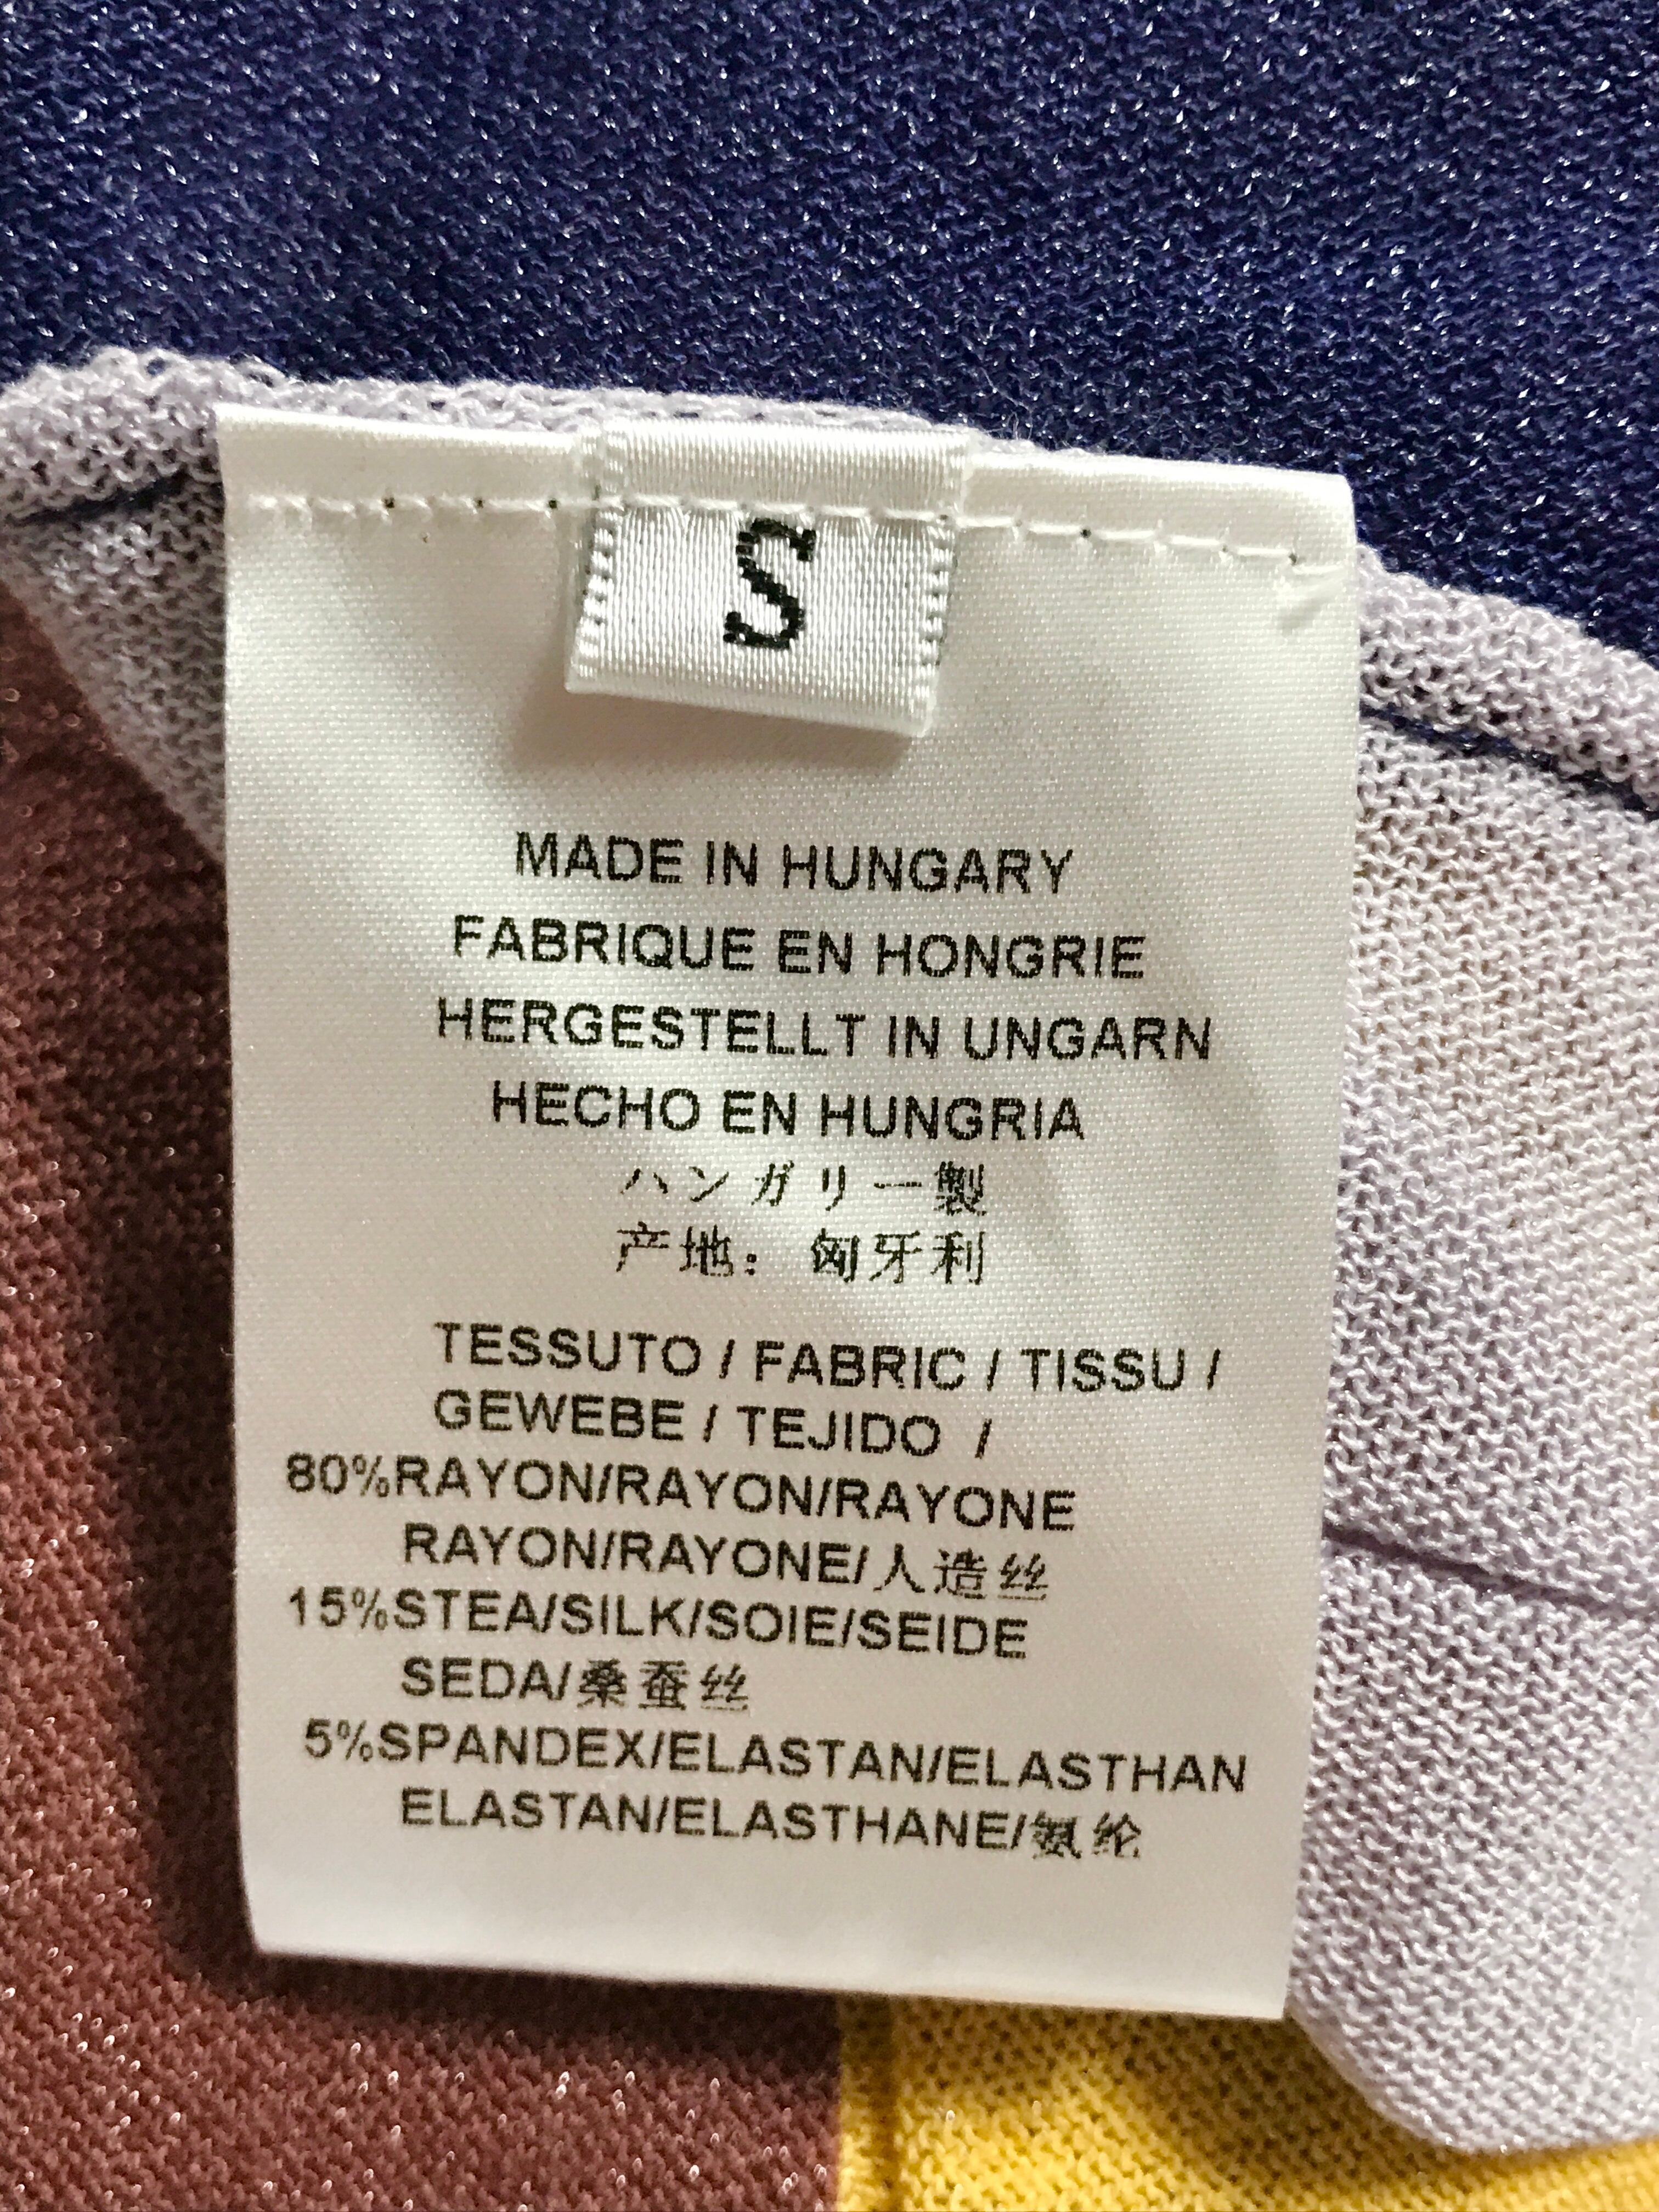 S
MADE IN HUNGARY
FABRIQUE EN HONGRIE
HERGESTELLT IN UNGARN
HECHO EN HUNGRIA
ハンガリー製
产地：匈牙利
TESSUTO / FABRIC / TISSU /
GEWEBE / TEJIDO /
80%RAYON/RAYON/RAYONE
RAYON/RAYONE/人造丝
15%STEA/SILK/SOIE/SEIDE
SEDA/桑蚕丝
5%SPANDEX/ELASTAN/ELASTHAN
ELASTAN/ELASTHANE/氨纶